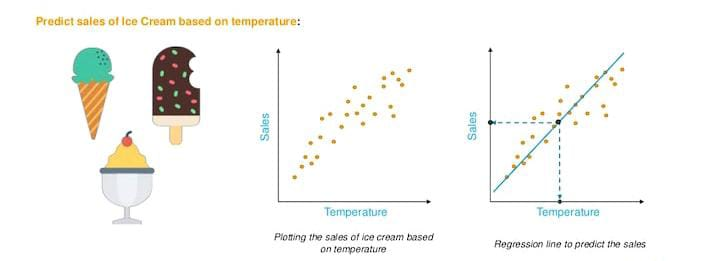 Predict sales of Ice Cream based on temperature:
Sales
Temperature
Plotting the sales of ice cream based
on temperature
Sales
Temperature
Regression line to predict the sales